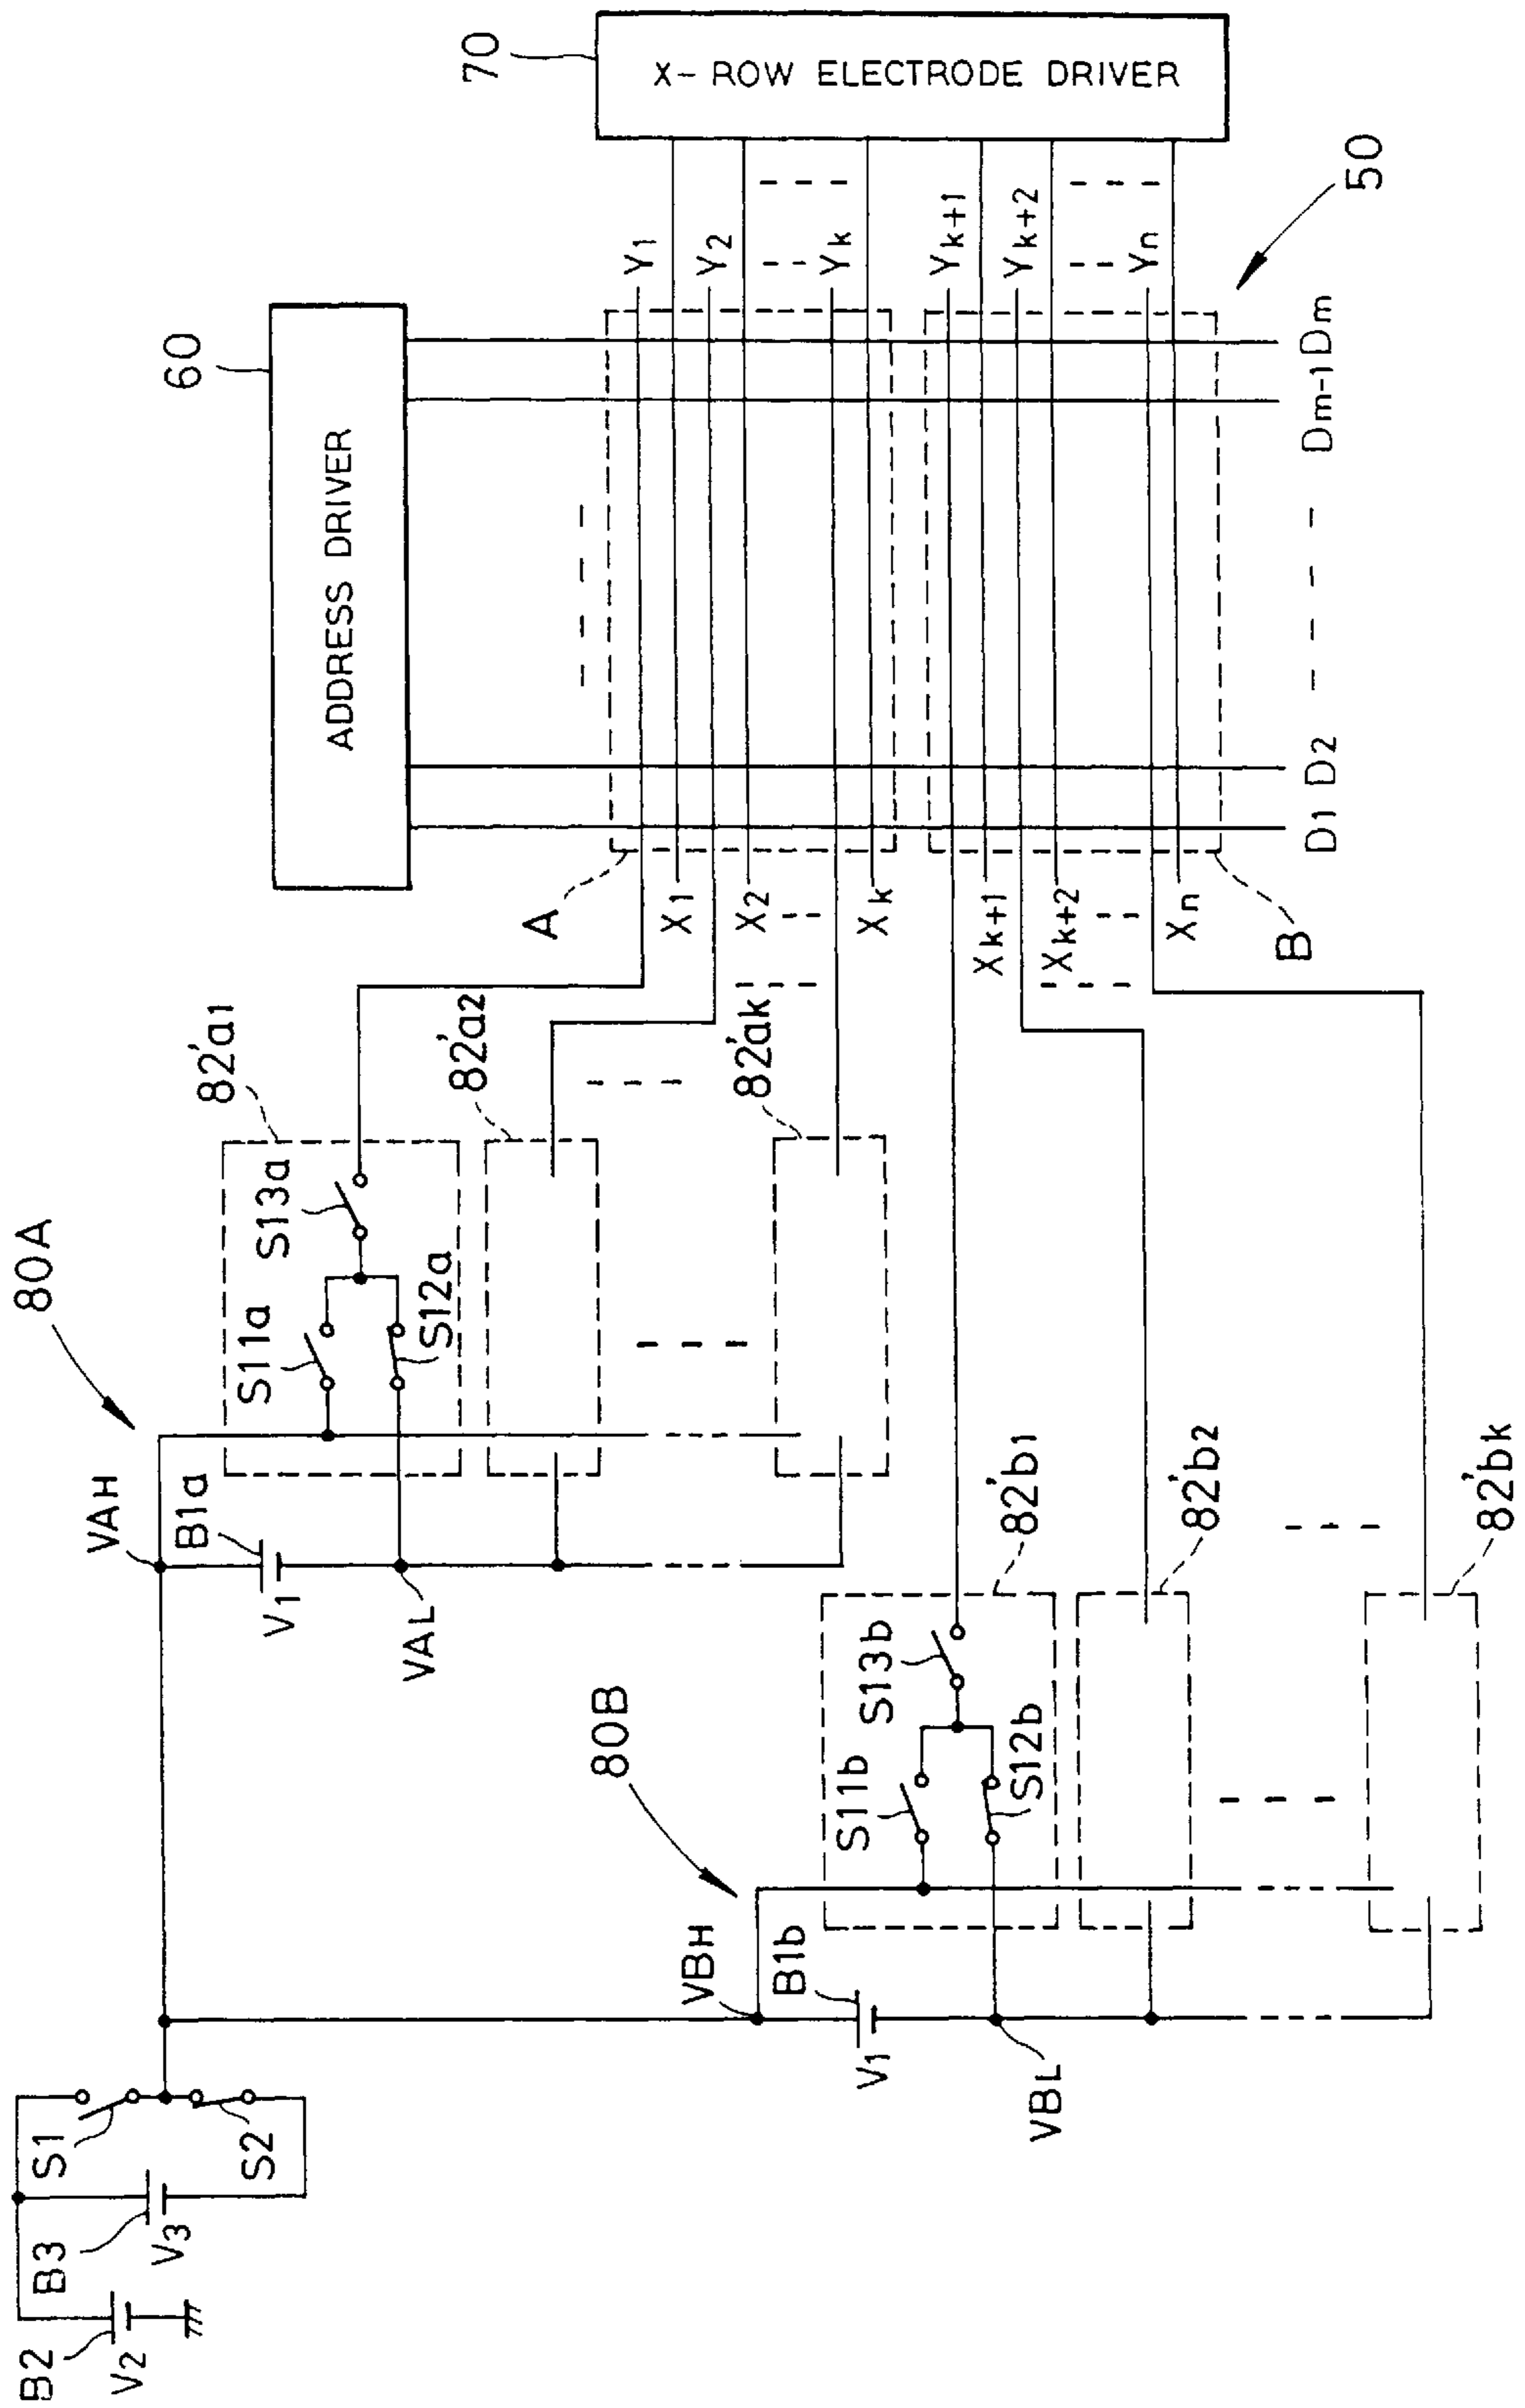 70
X- ROW ELECTRODE DRIVER
60
ADDRESS DRIVER
50
Y1
Y2
Yk
Yk+1
Yk+2
Yn
A
X1
X2
Xk
Xk+1
Xk+2
Xn
B
D1 D2 Dm-1 Dm
80A
82'a1
82'a2
82'ak
S11a
S12a
S13a
VAH
B1a
V1
VAL
80B
82'b1
82'b2
82'bk
S11b
S12b
S13b
VBH
B1b
V1
VBL
S1
S2
B3
V3
B2
V2